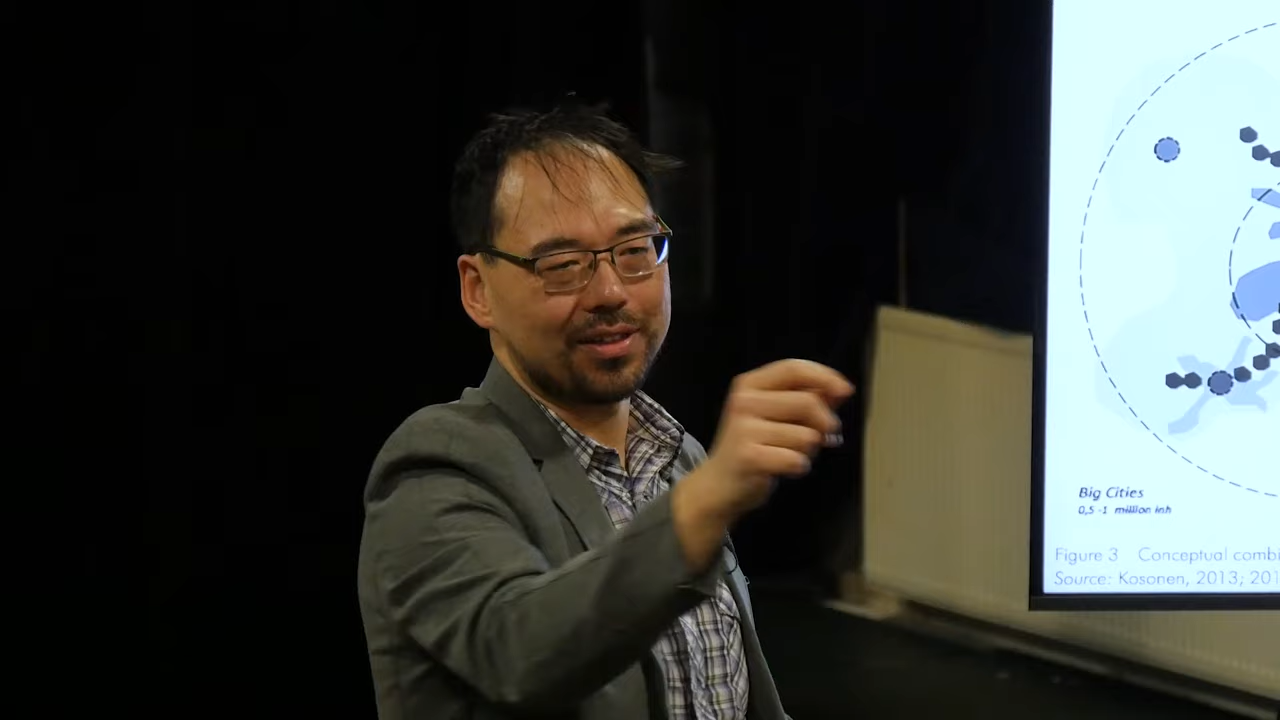 Big Cities
0,5 -1 million inh
Figure 3 Conceptual combi
Source: Kosonen, 2013; 201